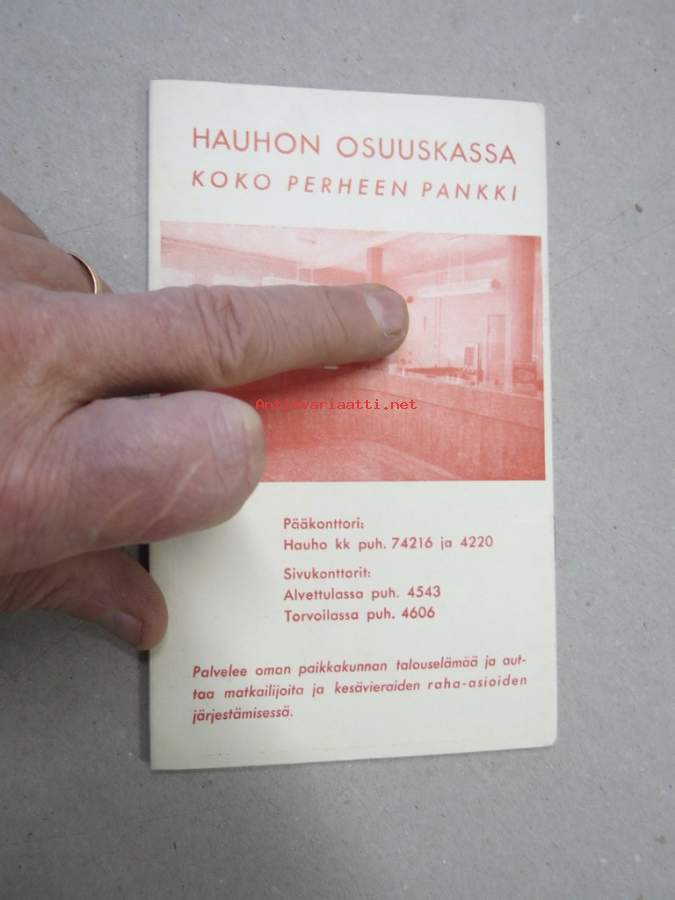 HAUHON OSUUSKASSA
KOKO PERHEEN PANKKI
Antikvariaatti.net
Pääkonttori:
Hauho kk puh. 74216 ja 4220
Sivukonttorit:
Alvettulassa puh. 4543
Torvoilassa puh. 4606
Palvelee oman paikkakunnan talouselämää ja aut-
taa matkailijoita ja kesävieraiden raha-asioiden
järjestämisessä.